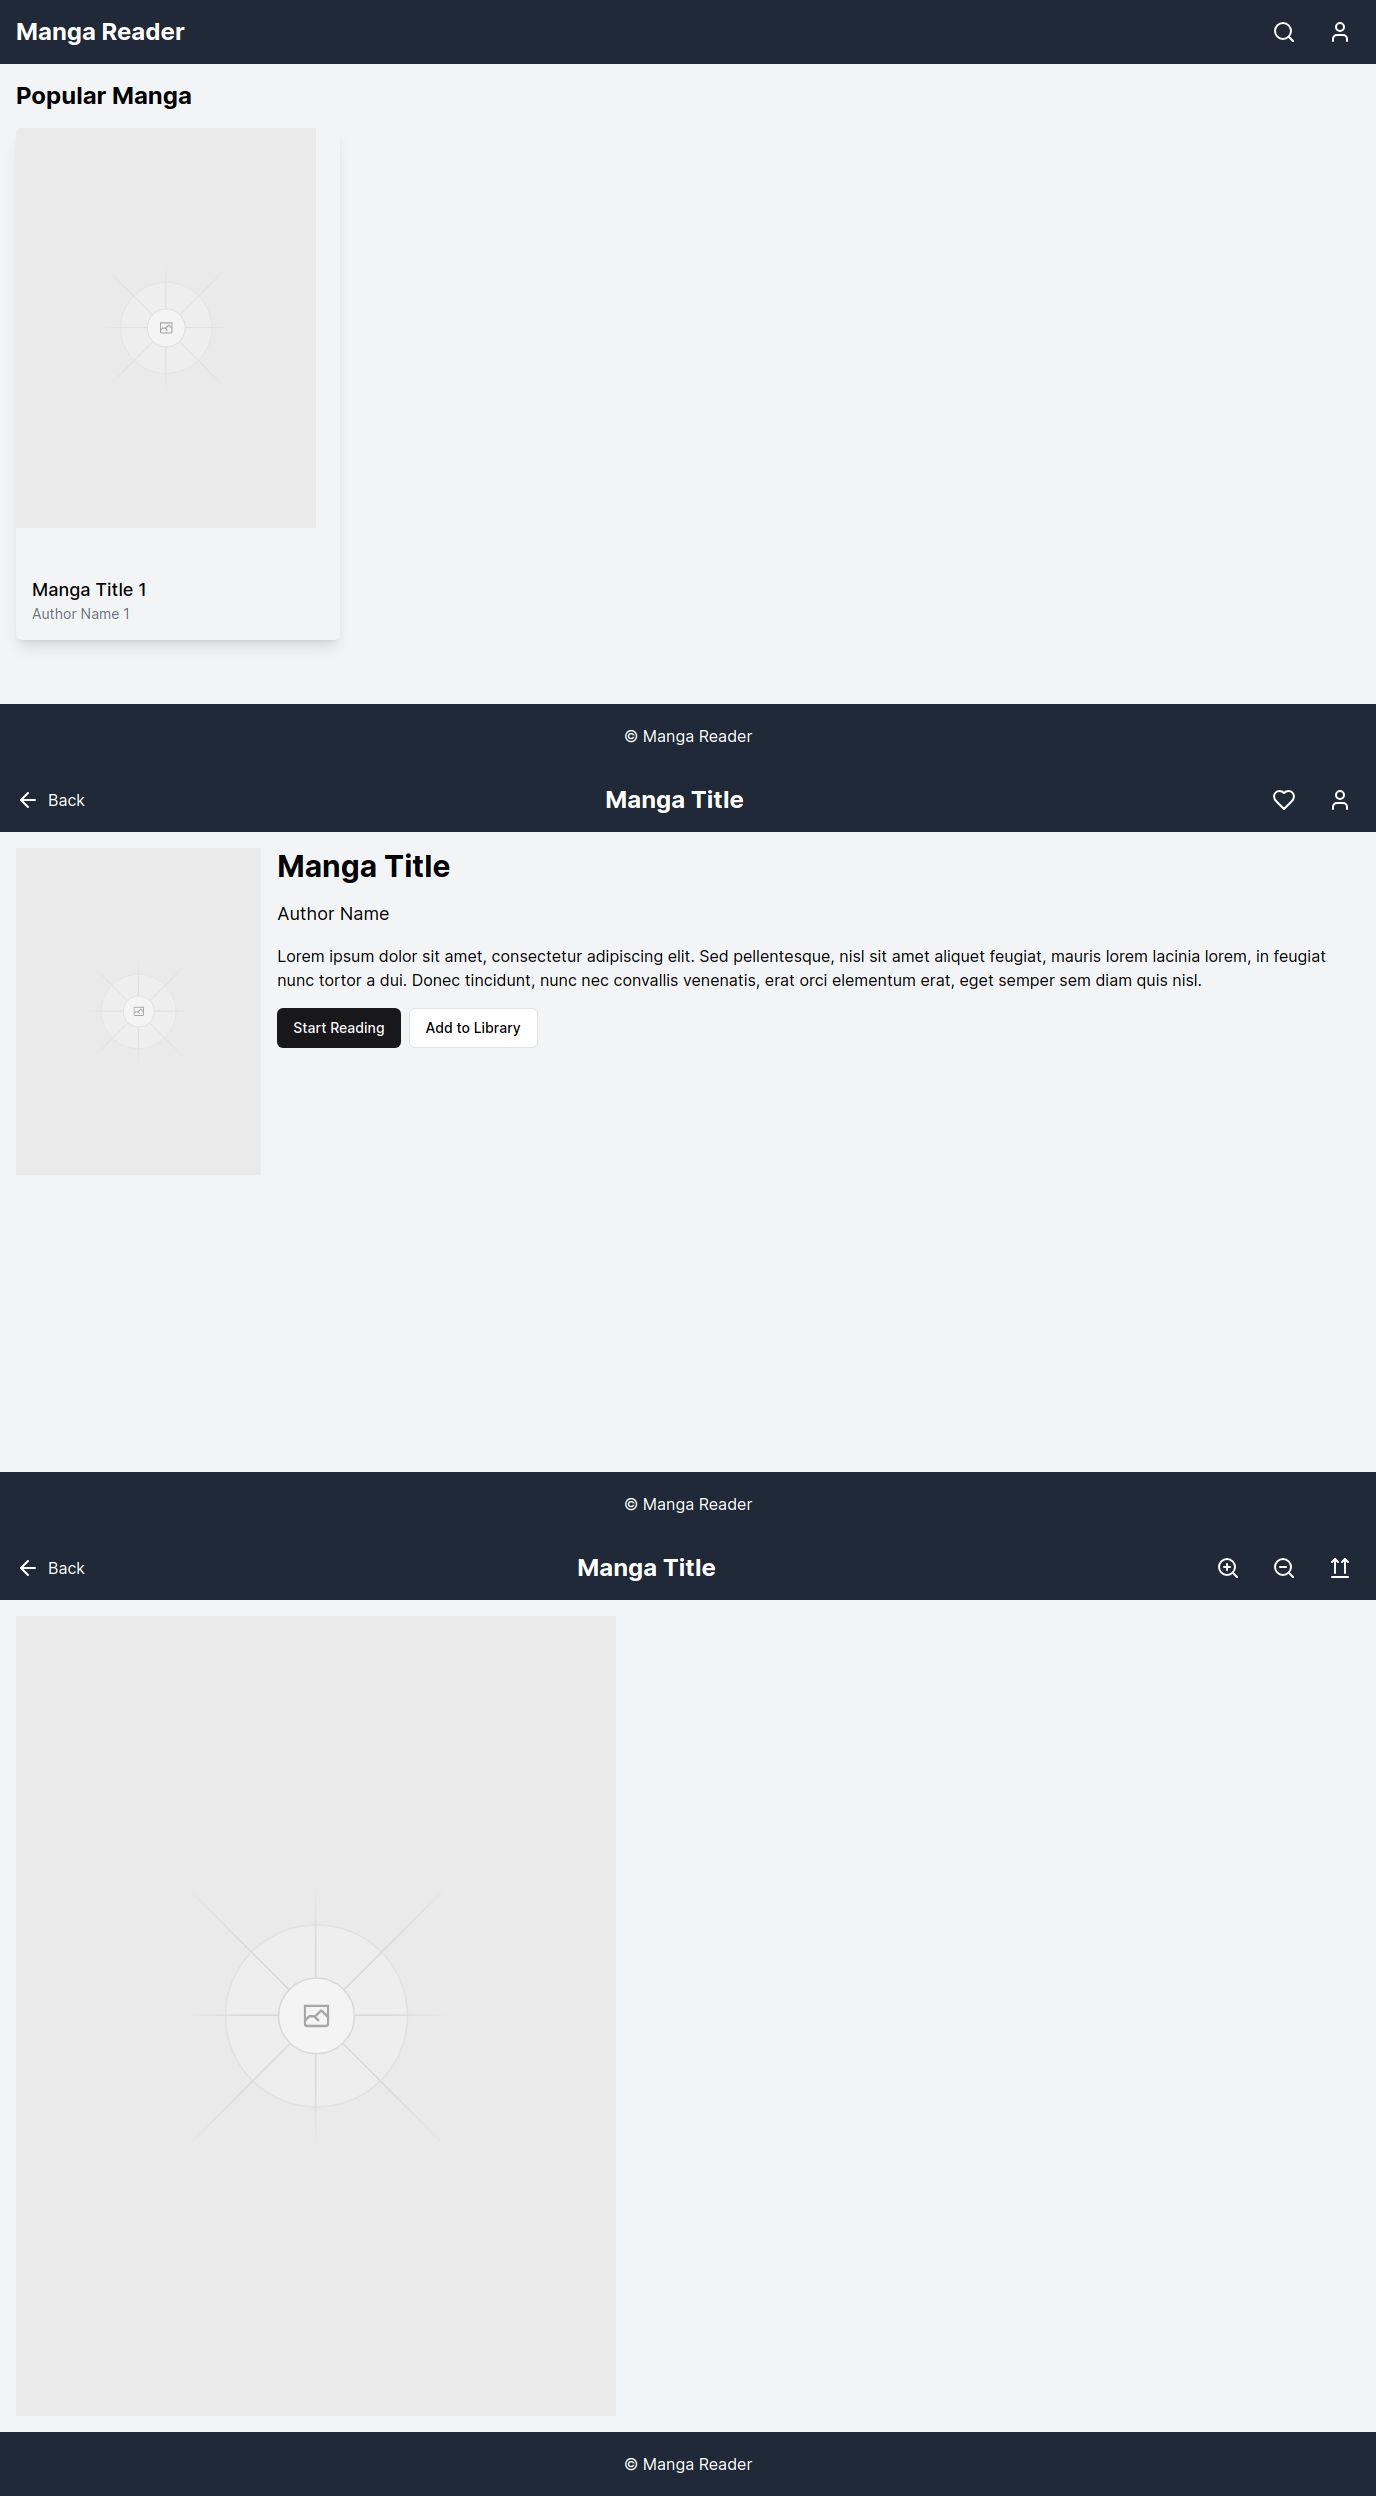 Manga Reader
Popular Manga
Manga Title 1
Author Name 1
© Manga Reader
Back
Manga Title
Manga Title
Author Name
Lorem ipsum dolor sit amet, consectetur adipiscing elit. Sed pellentesque, nisl sit amet aliquet feugiat, mauris lorem lacinia lorem, in feugiat
nunc tortor a dui. Donec tincidunt, nunc nec convallis venenatis, erat orci elementum erat, eget semper sem diam quis nisl.
Start Reading
Add to Library
© Manga Reader
Back
Manga Title
© Manga Reader